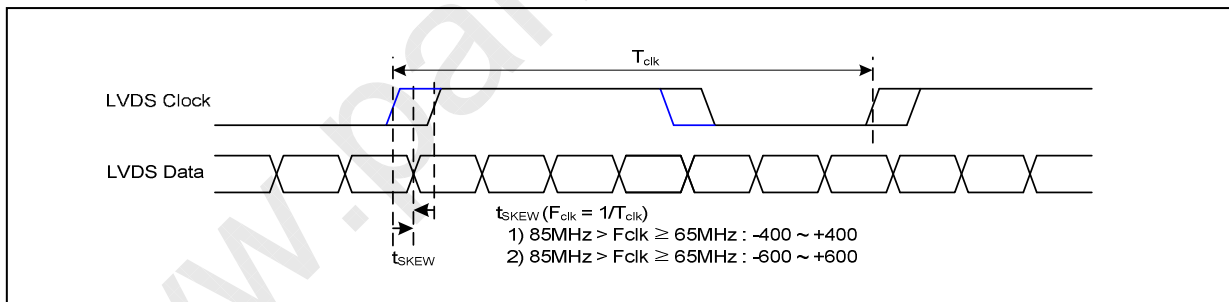 T_clk
LVDS Clock
LVDS Data
t_SKEW (F_clk = 1/T_clk)
1) 85MHz > Fclk ≥ 65MHz : -400 ~ +400
2) 85MHz > Fclk ≥ 65MHz : -600 ~ +600
t_SKEW